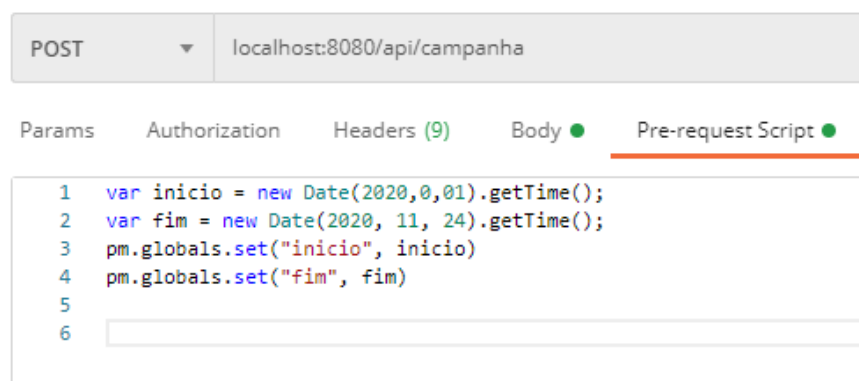 POST localhost:8080/api/campanha
Params Authorization Headers (9) Body Pre-request Script
1 var inicio = new Date(2020,0,01).getTime();
2 var fim = new Date(2020, 11, 24).getTime();
3 pm.globals.set("inicio", inicio)
4 pm.globals.set("fim", fim)
5
6